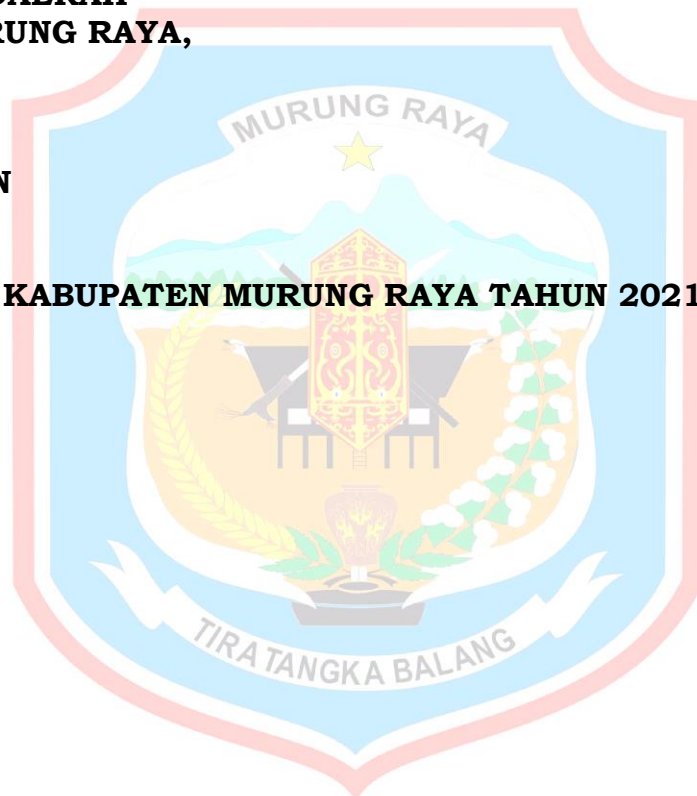 RUNG RAYA,
MURUNG RAYA
N
KABUPATEN MURUNG RAYA TAHUN 2021
TIRA TANGKA BALANG